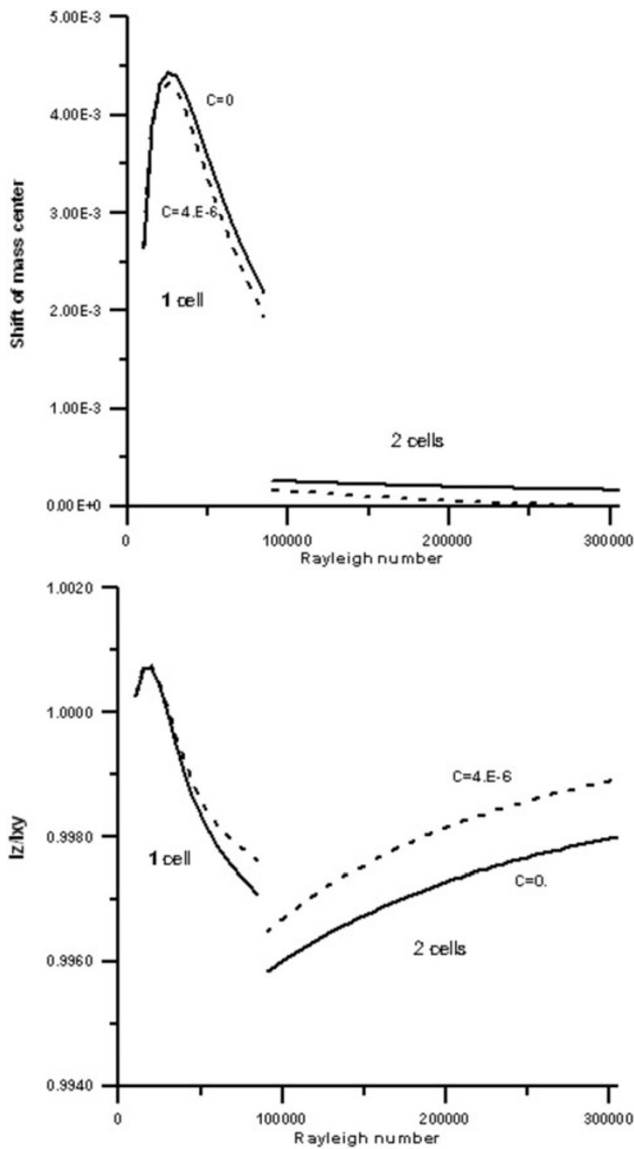 5.00E-3
4.00E-3
3.00E-3
2.00E-3
1.00E-3
0.00E+0
Shift of mass center
C=0
C=4.E-6
1 cell
2 cells
0
100000
200000
300000
Rayleigh number
1.0020
1.0000
0.9980
0.9960
0.9940
Iz/Ixy
C=4.E-6
1 cell
C=0.
2 cells
0
100000
200000
300000
Rayleigh number